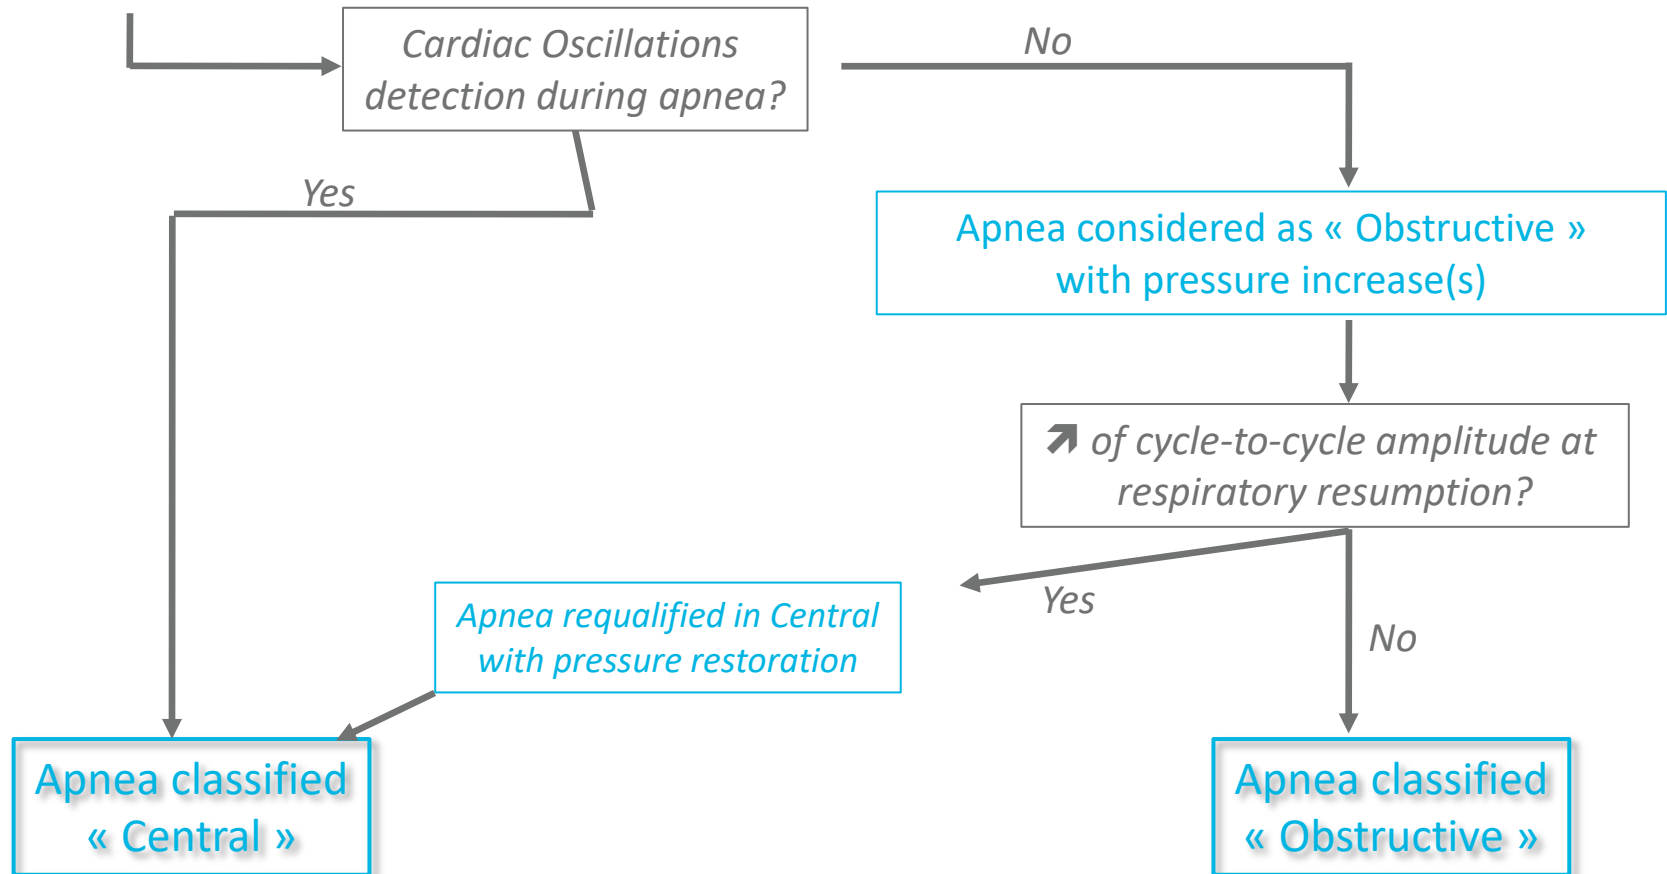 Cardiac Oscillations
detection during apnea?
No
Yes
Apnea considered as « Obstructive »
with pressure increase(s)
↗ of cycle-to-cycle amplitude at
respiratory resumption?
Yes
No
Apnea requalified in Central
with pressure restoration
Apnea classified
« Central »
Apnea classified
« Obstructive »